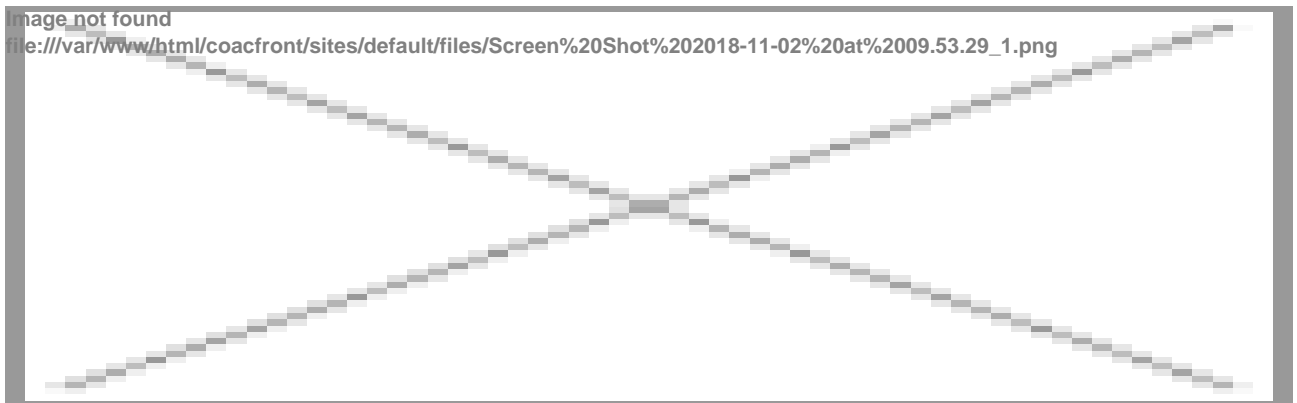 Image not found
file:///var/www/html/coacfront/sites/default/files/Screen%20Shot%202018-11-02%20at%2009.53.29_1.png